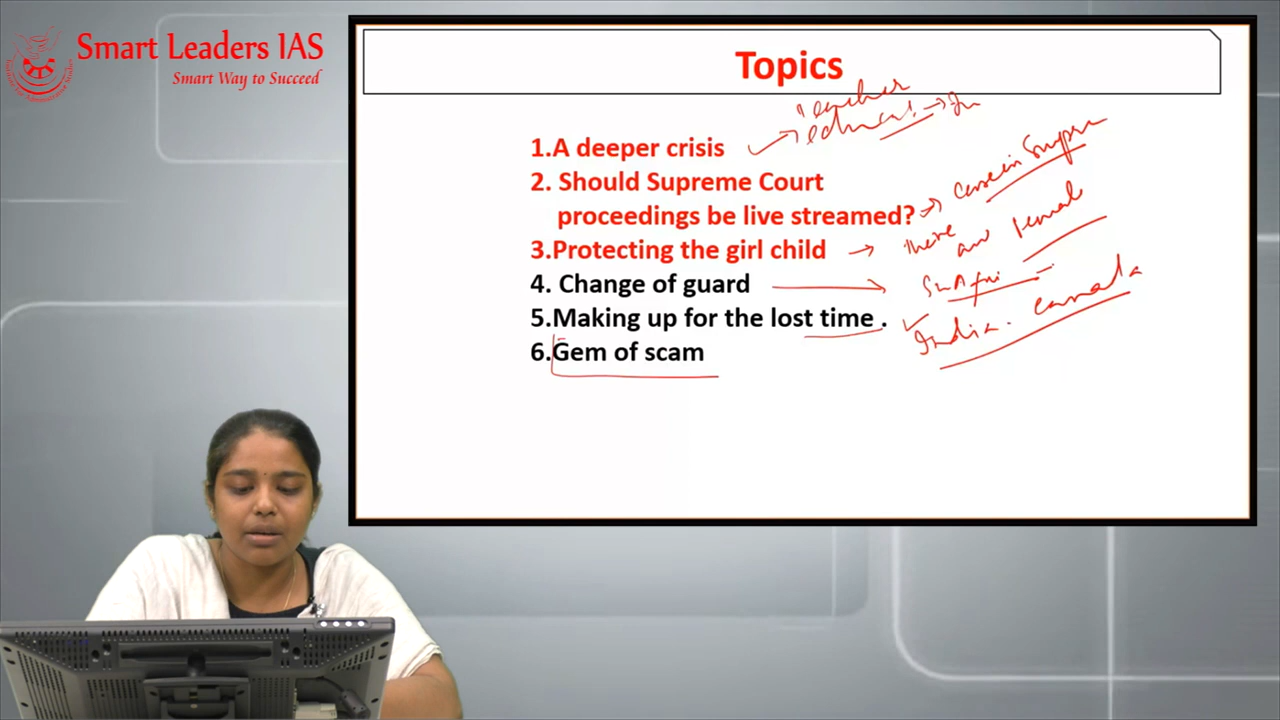 Smart Leaders IAS
Smart Way to Succeed
Topics
Teacher
1.A deeper crisis
2. Should Supreme Court
proceedings be live streamed?
3.Protecting the girl child
4. Change of guard
5.Making up for the lost time .
India. Canada
6.Gem of scam